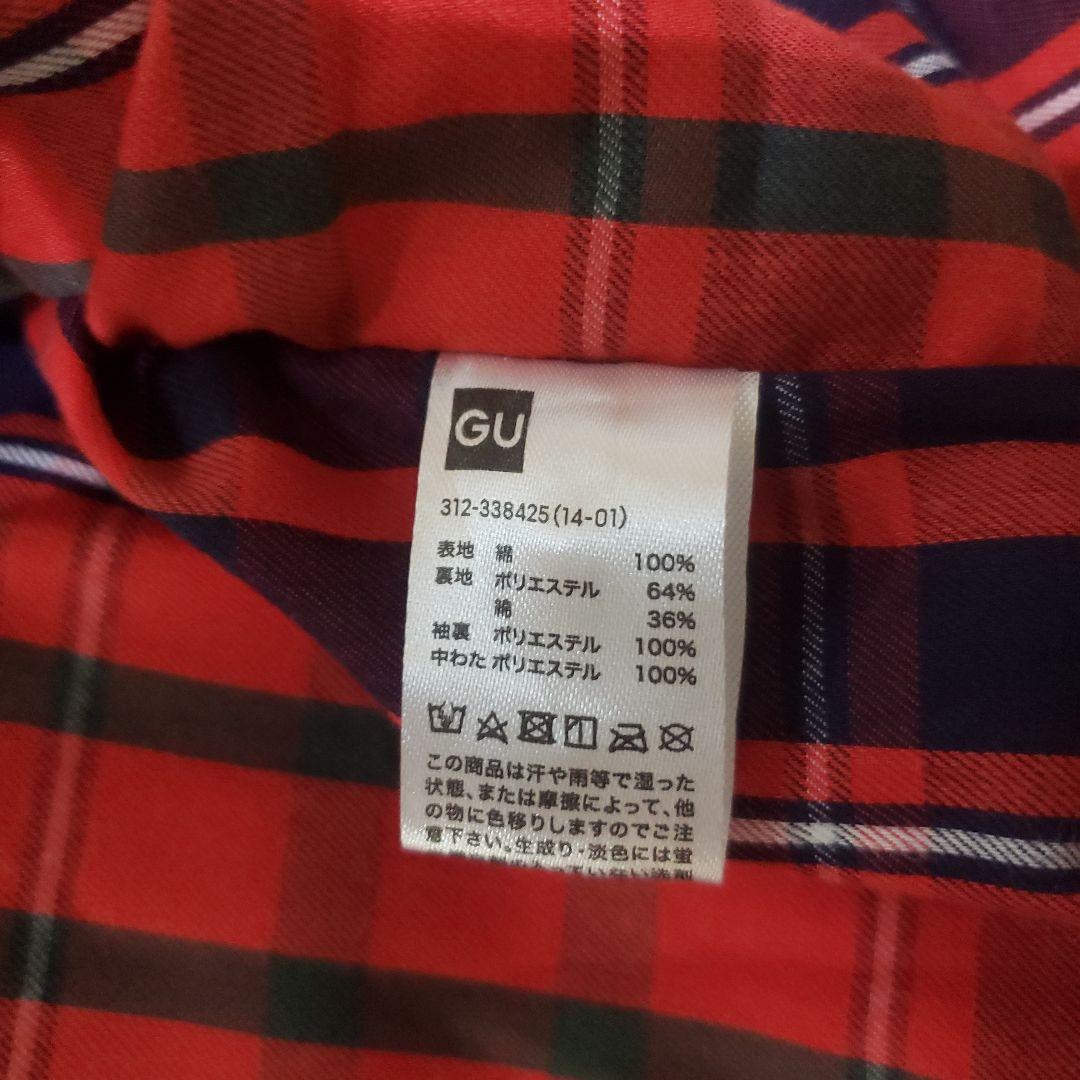 GU
312-338425(14-01)
表地 綿 100%
裏地 ポリエステル 64%
綿 36%
袖裏 ポリエステル 100%
中わた ポリエステル 100%
この商品は汗や雨等で湿った
状態、または摩擦によって、他
の物に色移りしますのでご注
意下さい。生成り・淡色には蛍